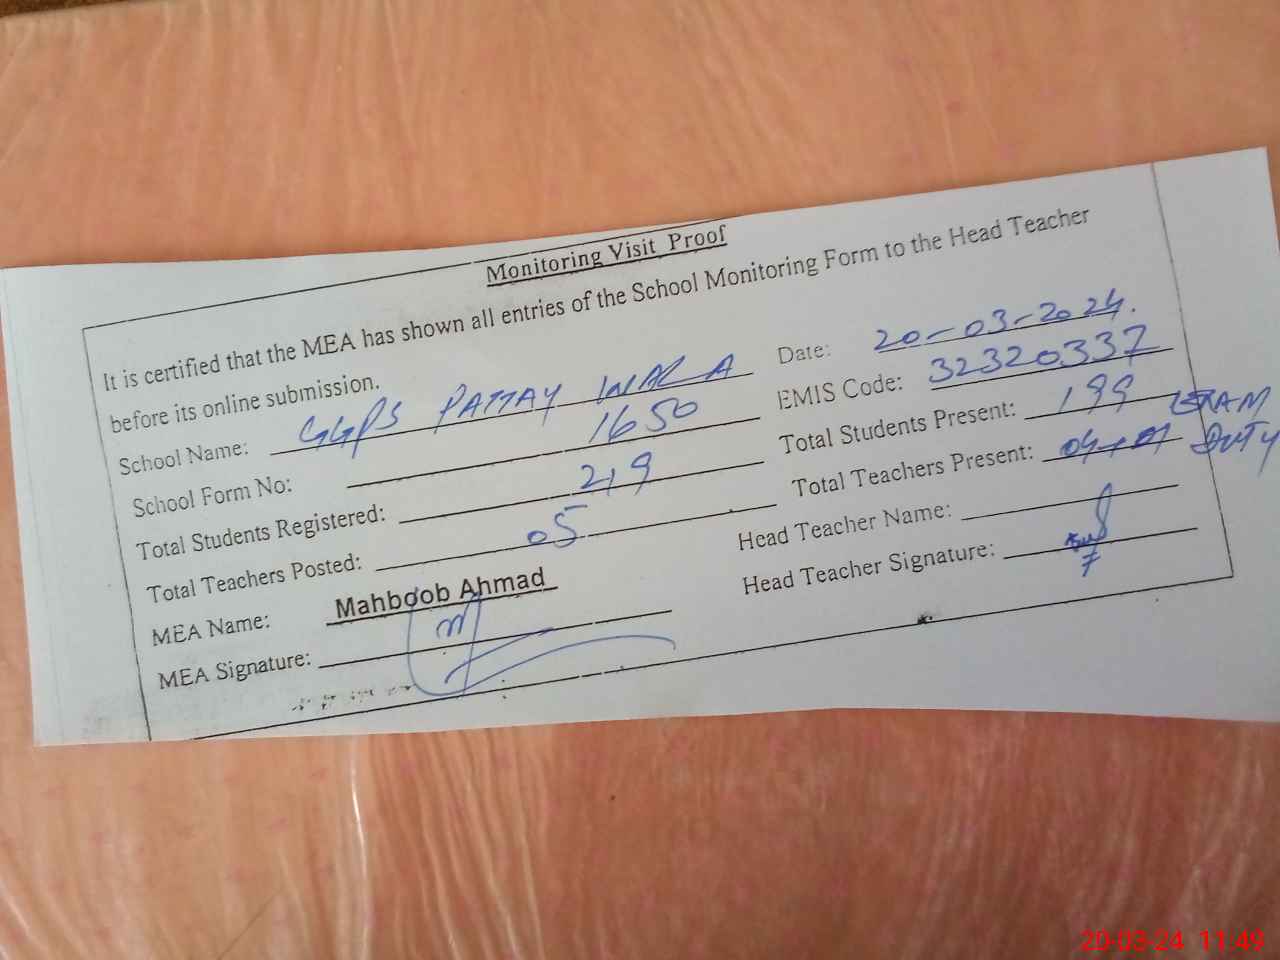 Monitoring Visit Proof
It is certified that the MEA has shown all entries of the School Monitoring Form to the Head Teacher
before its online submission.
Date: 20-03-2024.
School Name: GGPS PATTAY WALA
EMIS Code: 32320337
School Form No: 1650
Total Students Present: 199
Total Students Registered: 219
Total Teachers Present: 04+01 EXAM DUTY
Total Teachers Posted: 05
Head Teacher Name:
MEA Name: Mahboob Ahmad
Head Teacher Signature:
MEA Signature:
20-03-24 11:49